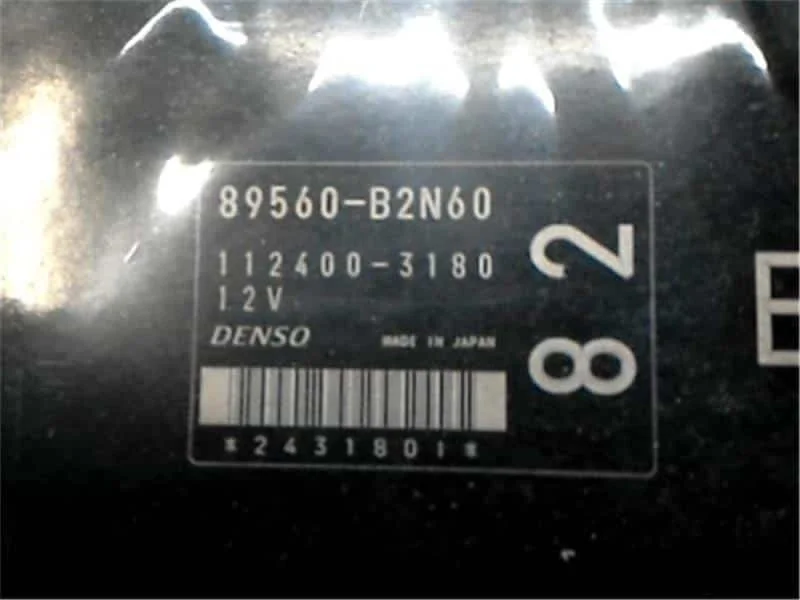 89560-B2N60
112400-3180
12V
DENSO MADE IN JAPAN
*2431801*
82